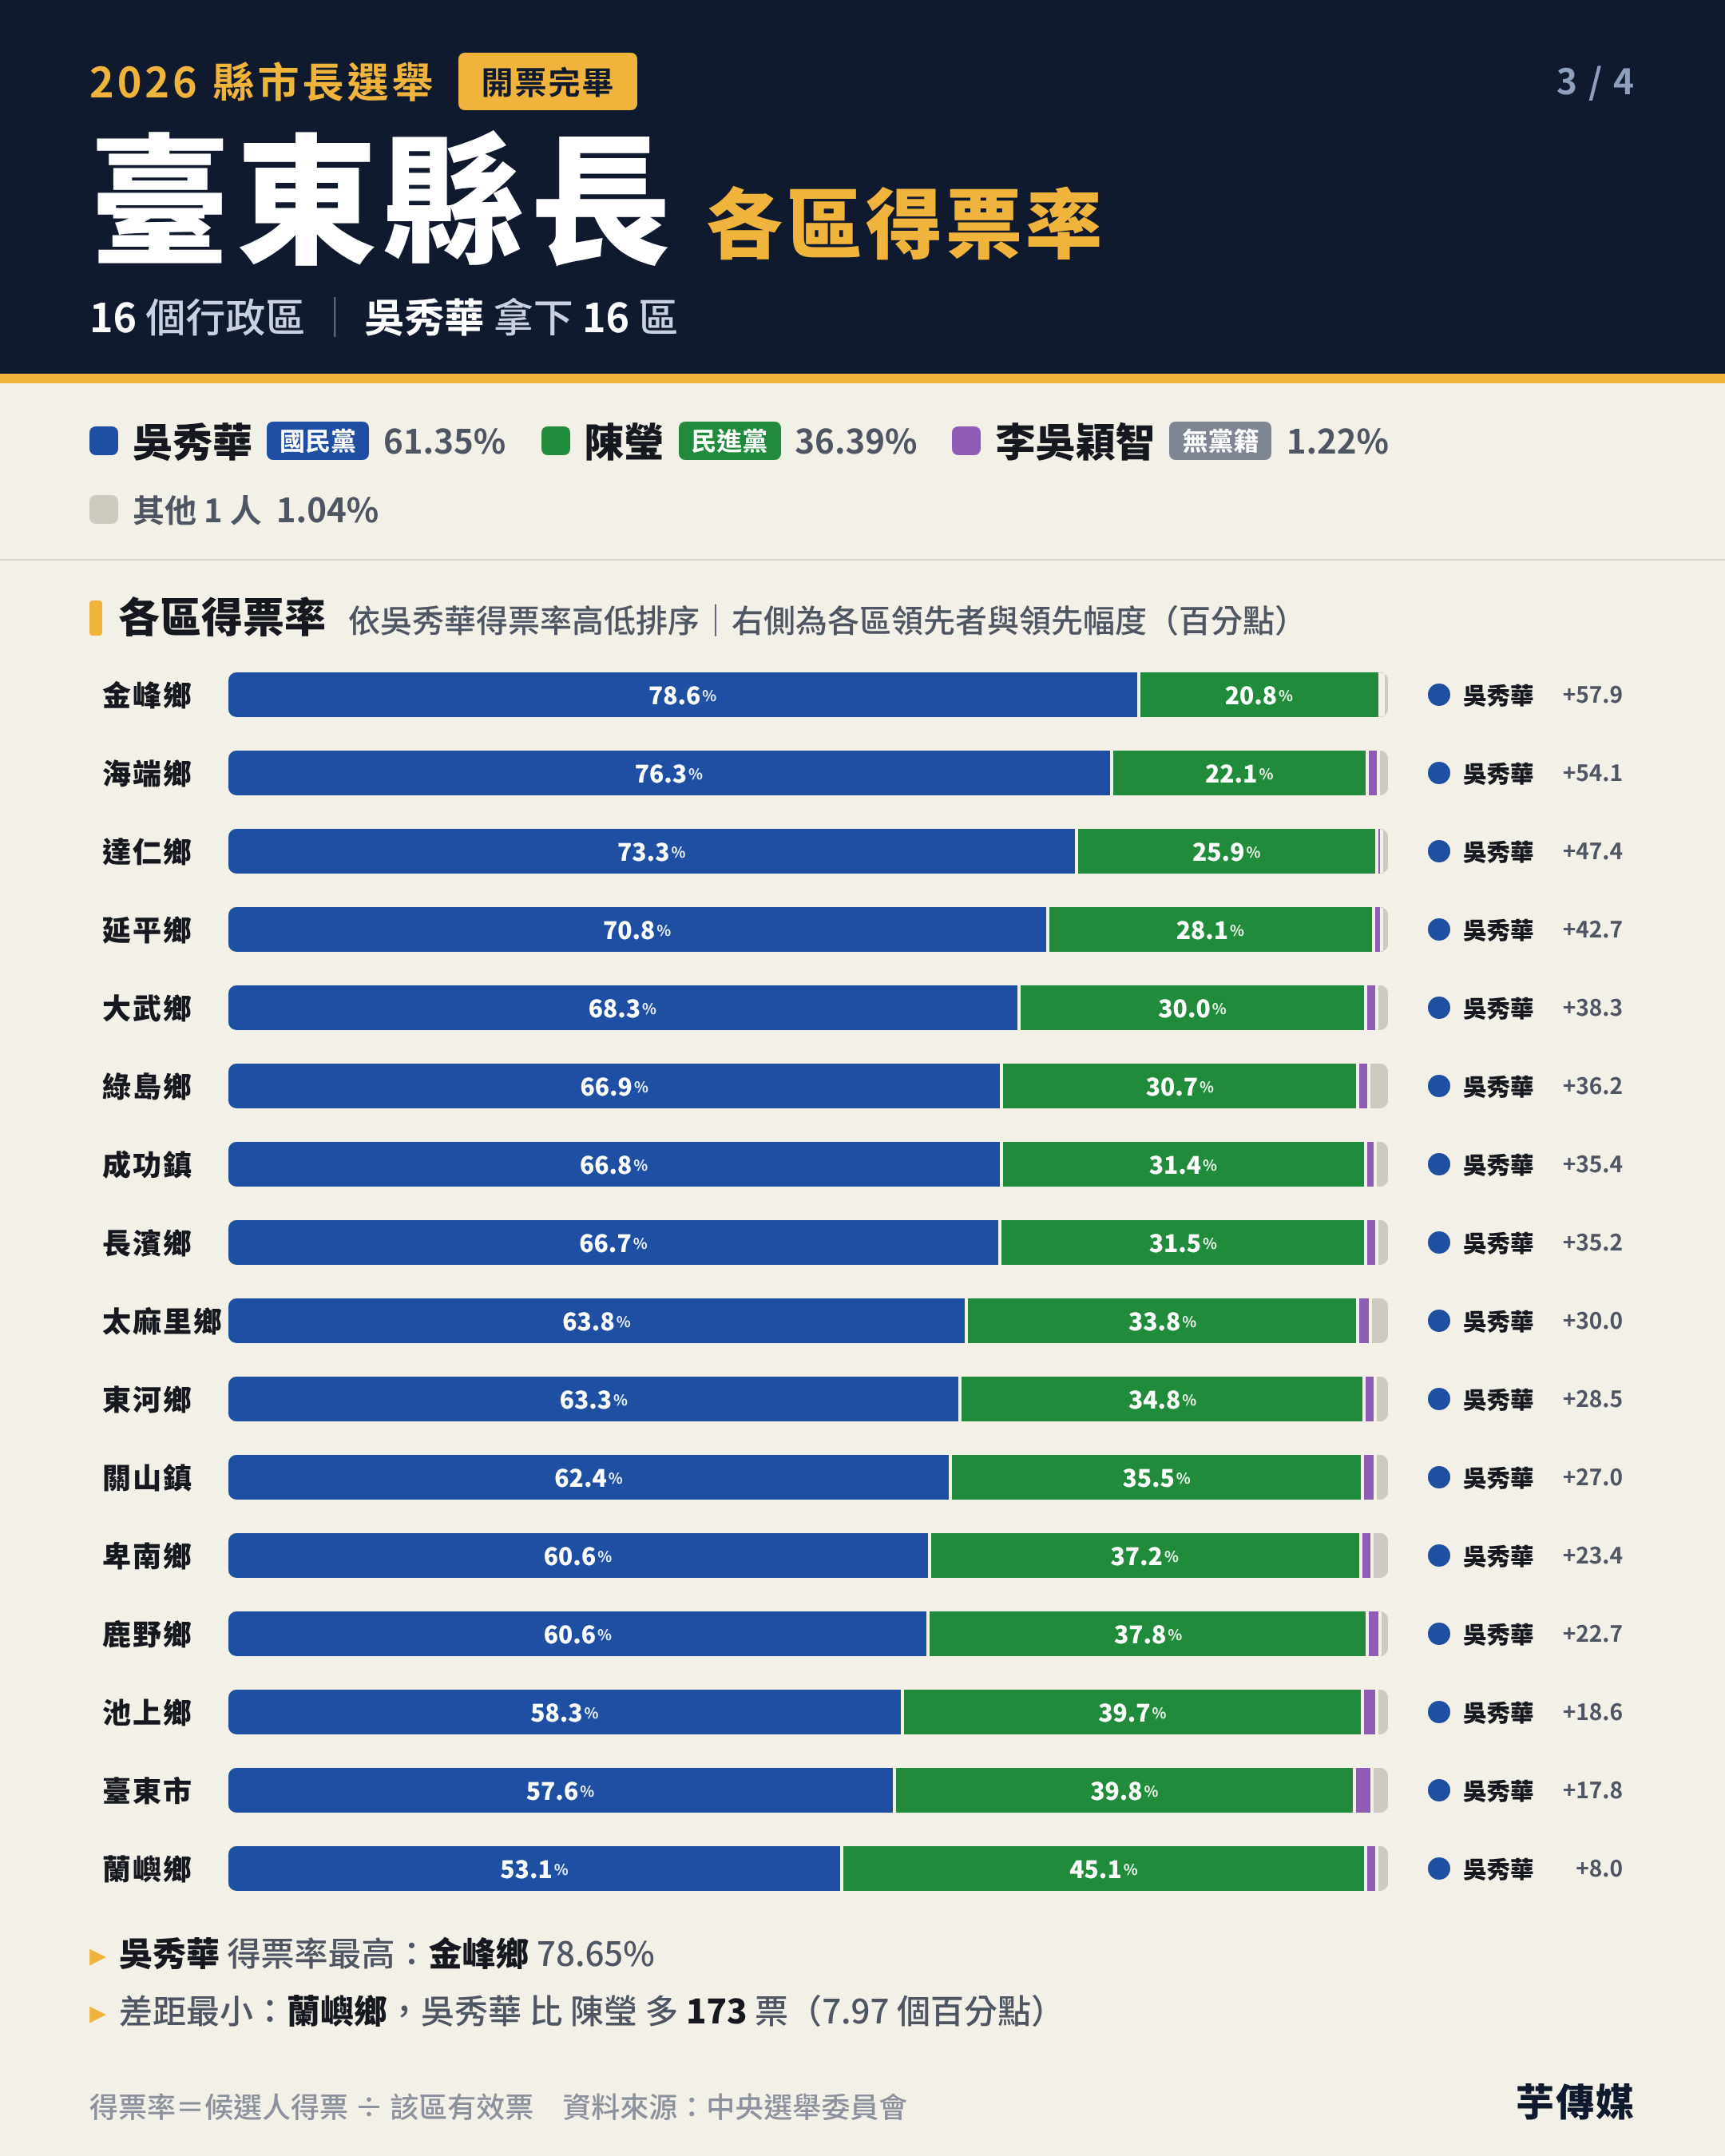 2026 縣市長選舉 開票完畢 3 / 4
臺東縣長 各區得票率
16 個行政區｜吳秀華 拿下 16 區
吳秀華 國民黨 61.35% 陳瑩 民進黨 36.39% 李吳穎智 無黨籍 1.22%
其他 1 人 1.04%
各區得票率 依吳秀華得票率高低排序｜右側為各區領先者與領先幅度（百分點）
金峰鄉 78.6% 20.8% 吳秀華 +57.9
海端鄉 76.3% 22.1% 吳秀華 +54.1
達仁鄉 73.3% 25.9% 吳秀華 +47.4
延平鄉 70.8% 28.1% 吳秀華 +42.7
大武鄉 68.3% 30.0% 吳秀華 +38.3
綠島鄉 66.9% 30.7% 吳秀華 +36.2
成功鎮 66.8% 31.4% 吳秀華 +35.4
長濱鄉 66.7% 31.5% 吳秀華 +35.2
太麻里鄉 63.8% 33.8% 吳秀華 +30.0
東河鄉 63.3% 34.8% 吳秀華 +28.5
關山鎮 62.4% 35.5% 吳秀華 +27.0
卑南鄉 60.6% 37.2% 吳秀華 +23.4
鹿野鄉 60.6% 37.8% 吳秀華 +22.7
池上鄉 58.3% 39.7% 吳秀華 +18.6
臺東市 57.6% 39.8% 吳秀華 +17.8
蘭嶼鄉 53.1% 45.1% 吳秀華 +8.0
▸ 吳秀華 得票率最高：金峰鄉 78.65%
▸ 差距最小：蘭嶼鄉，吳秀華 比 陳瑩 多 173 票（7.97 個百分點）
得票率＝候選人得票 ÷ 該區有效票 資料來源：中央選舉委員會 芋傳媒